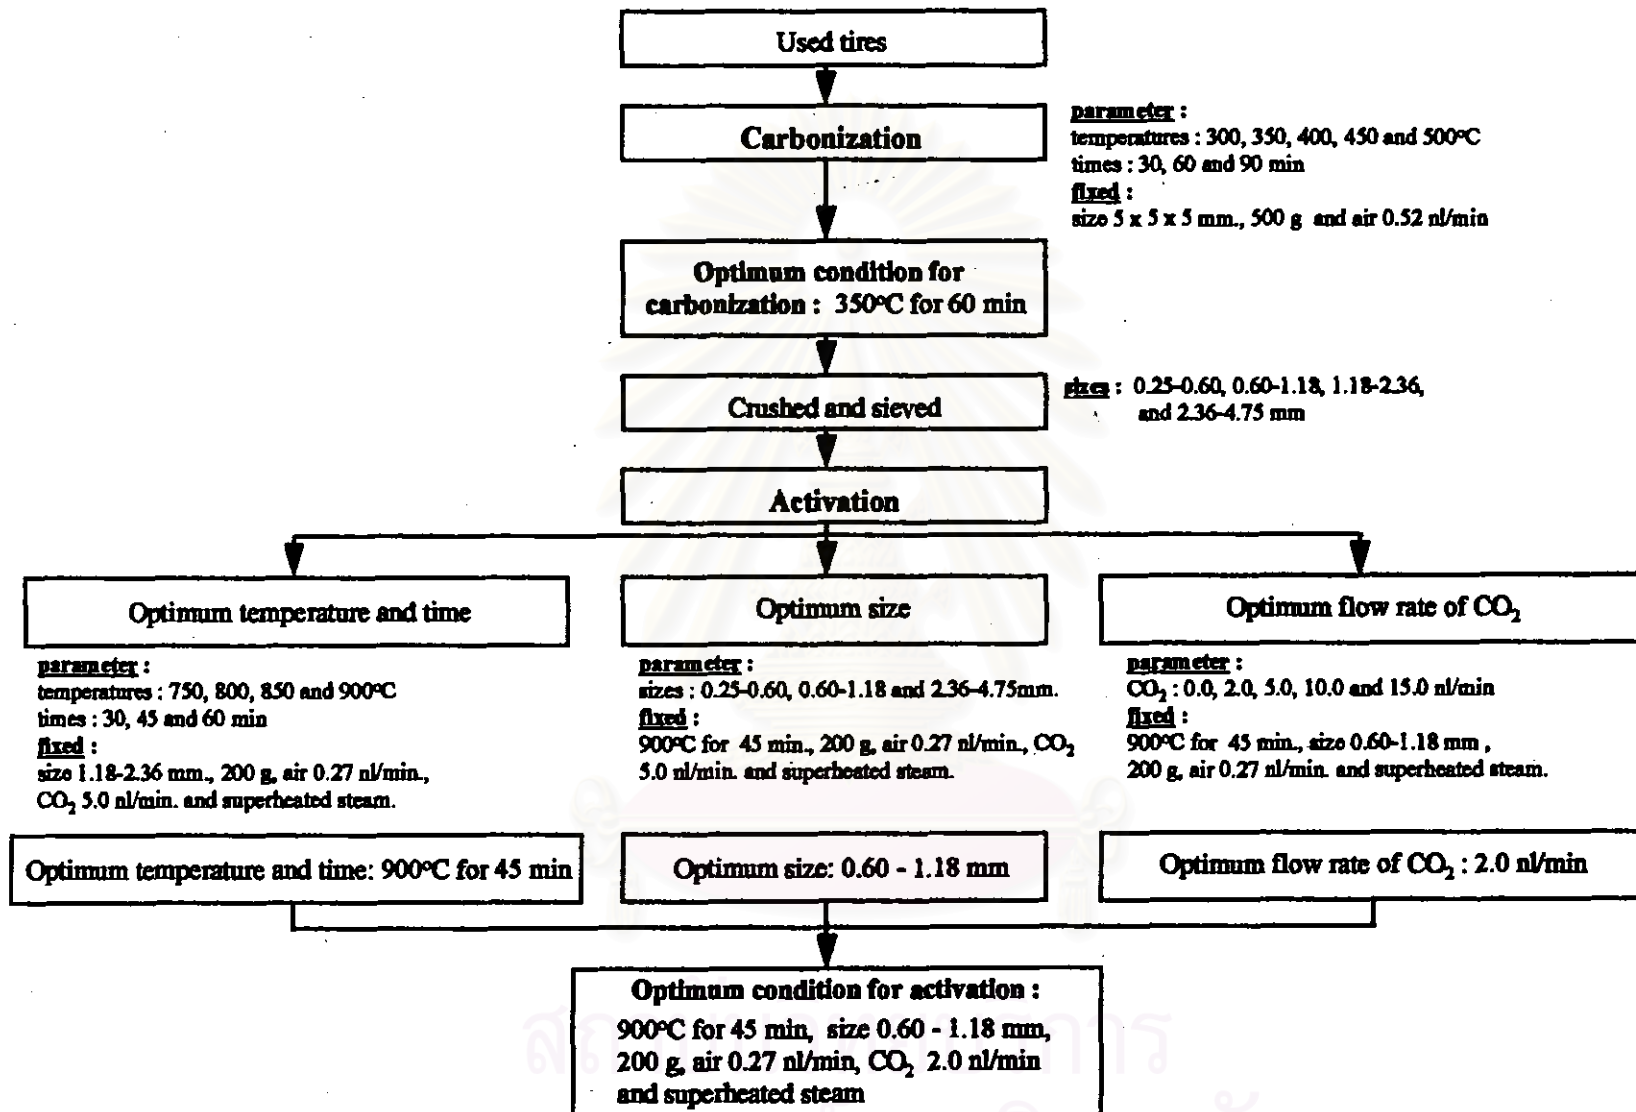 Used tires
Carbonization
parameter :
temperatures : 300, 350, 400, 450 and 500°C
times : 30, 60 and 90 min
fixed :
size 5 x 5 x 5 mm., 500 g and air 0.52 nl/min
Optimum condition for
carbonization : 350°C for 60 min
Crushed and sieved
sizes : 0.25-0.60, 0.60-1.18, 1.18-2.36,
and 2.36-4.75 mm
Activation
Optimum temperature and time
parameter :
temperatures : 750, 800, 850 and 900°C
times : 30, 45 and 60 min
fixed :
size 1.18-2.36 mm., 200 g, air 0.27 nl/min.,
CO₂ 5.0 nl/min. and superheated steam.
Optimum size
parameter :
sizes : 0.25-0.60, 0.60-1.18 and 2.36-4.75mm.
fixed :
900°C for 45 min., 200 g, air 0.27 nl/min., CO₂
5.0 nl/min. and superheated steam.
Optimum flow rate of CO₂
parameter :
CO₂ : 0.0, 2.0, 5.0, 10.0 and 15.0 nl/min
fixed :
900°C for 45 min., size 0.60-1.18 mm ,
200 g, air 0.27 nl/min. and superheated steam.
Optimum temperature and time: 900°C for 45 min
Optimum size: 0.60 - 1.18 mm
Optimum flow rate of CO₂ : 2.0 nl/min
Optimum condition for activation :
900°C for 45 min, size 0.60 - 1.18 mm,
200 g, air 0.27 nl/min, CO₂ 2.0 nl/min
and superheated steam